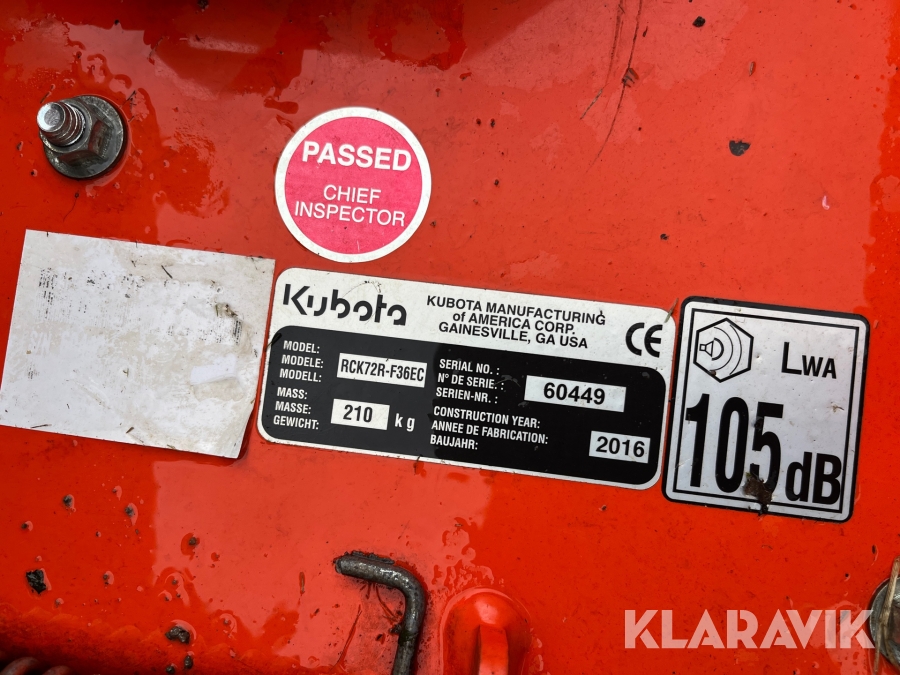 PASSED
CHIEF
INSPECTOR
Kubota
KUBOTA MANUFACTURING
of AMERICA CORP.
GAINESVILLE, GA USA
CE
MODEL:
MODELE:
MODELL:
RCK72R-F36EC
MASS:
MASSE:
GEWICHT:
210 kg
SERIAL NO. :
N° DE SERIE. :
SERIEN-NR. :
60449
CONSTRUCTION YEAR:
ANNEE DE FABRICATION:
BAUJAHR:
2016
LWA
105 dB
KLARAVIK